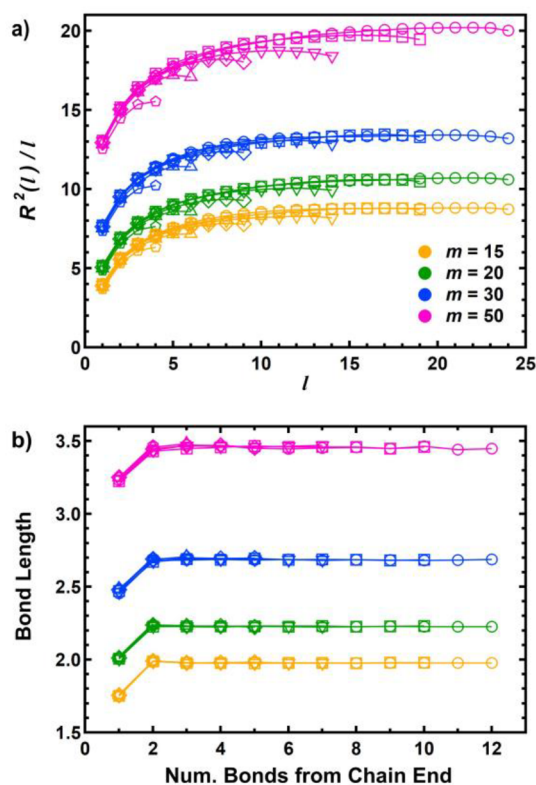 a)
20
15
10
5
0
R²(l) / l
0 5 10 15 20 25
l
m = 15
m = 20
m = 30
m = 50
b)
3.5
3.0
2.5
2.0
1.5
Bond Length
0 2 4 6 8 10 12
Num. Bonds from Chain End